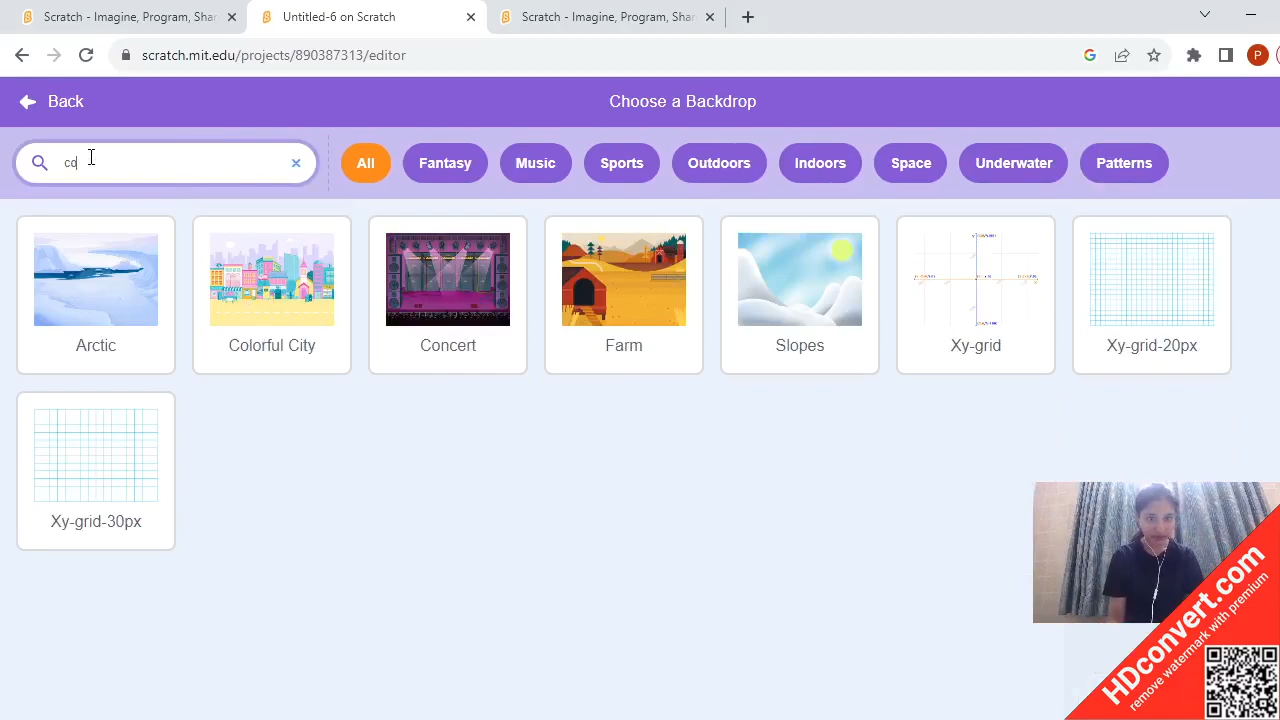 Scratch - Imagine, Program, Shar
Untitled-6 on Scratch
Scratch - Imagine, Program, Shar
scratch.mit.edu/projects/890387313/editor
P
Back
Choose a Backdrop
co
All
Fantasy
Music
Sports
Outdoors
Indoors
Space
Underwater
Patterns
Arctic
Colorful City
Concert
Farm
Slopes
Xy-grid
Xy-grid-20px
Xy-grid-30px
HDconvert.com
remove watermark with premium